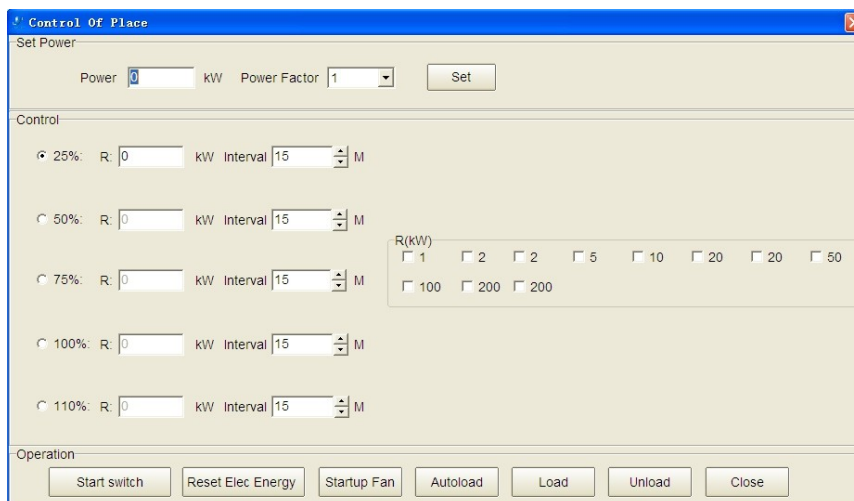 Control Of Place
Set Power
Power 0 kW Power Factor 1 Set
Control
25%: R: 0 kW Interval 15 M
50%: R: 0 kW Interval 15 M
R(kW)
1 2 2 5 10 20 20 50
75%: R: 0 kW Interval 15 M
100 200 200
100%: R: 0 kW Interval 15 M
110%: R: 0 kW Interval 15 M
Operation
Start switch Reset Elec Energy Startup Fan Autoload Load Unload Close